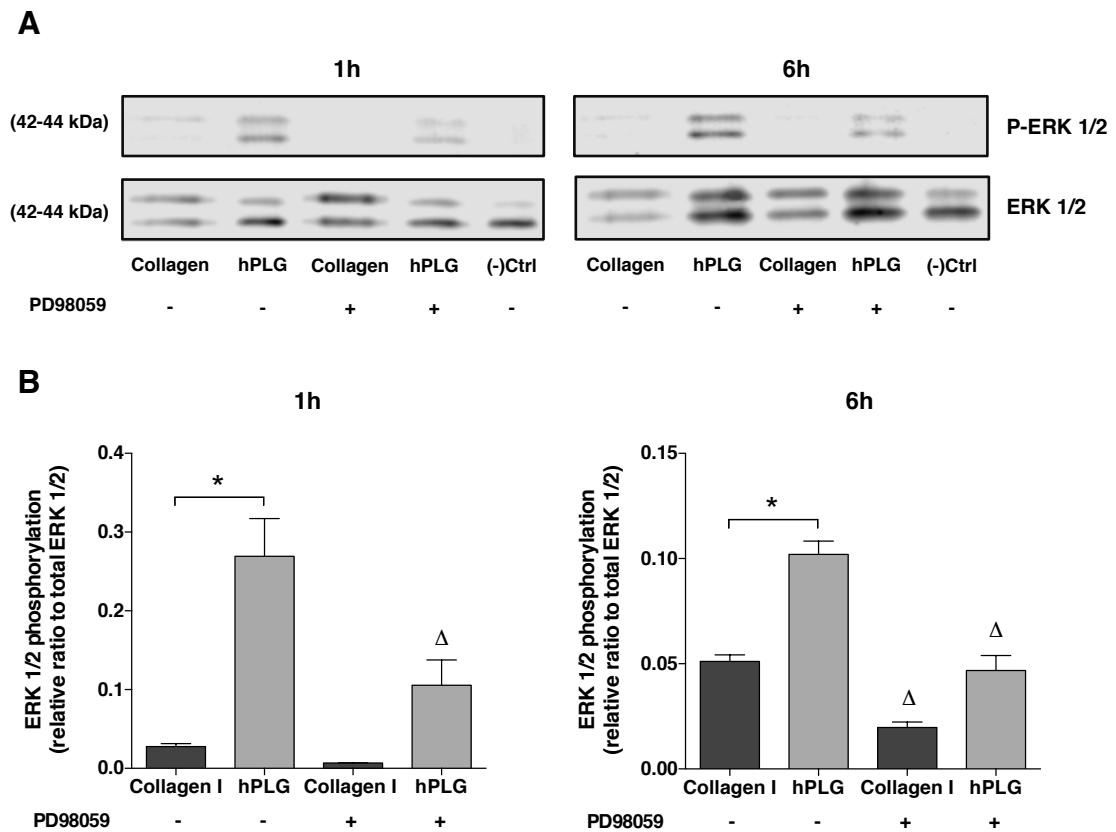 A
1h 6h
(42-44 kDa) P-ERK 1/2
(42-44 kDa) ERK 1/2
Collagen hPLG Collagen hPLG (-)Ctrl Collagen hPLG Collagen hPLG (-)Ctrl
PD98059 - - + + - - - + + -
B
1h
ERK 1/2 phosphorylation
(relative ratio to total ERK 1/2)
0.4
0.3
0.2
0.1
0.0
*
Δ
Collagen I hPLG Collagen I hPLG
PD98059 - - + +
6h
ERK 1/2 phosphorylation
(relative ratio to total ERK 1/2)
0.15
0.10
0.05
0.00
*
Δ
Δ
Collagen I hPLG Collagen I hPLG
PD98059 - - + +